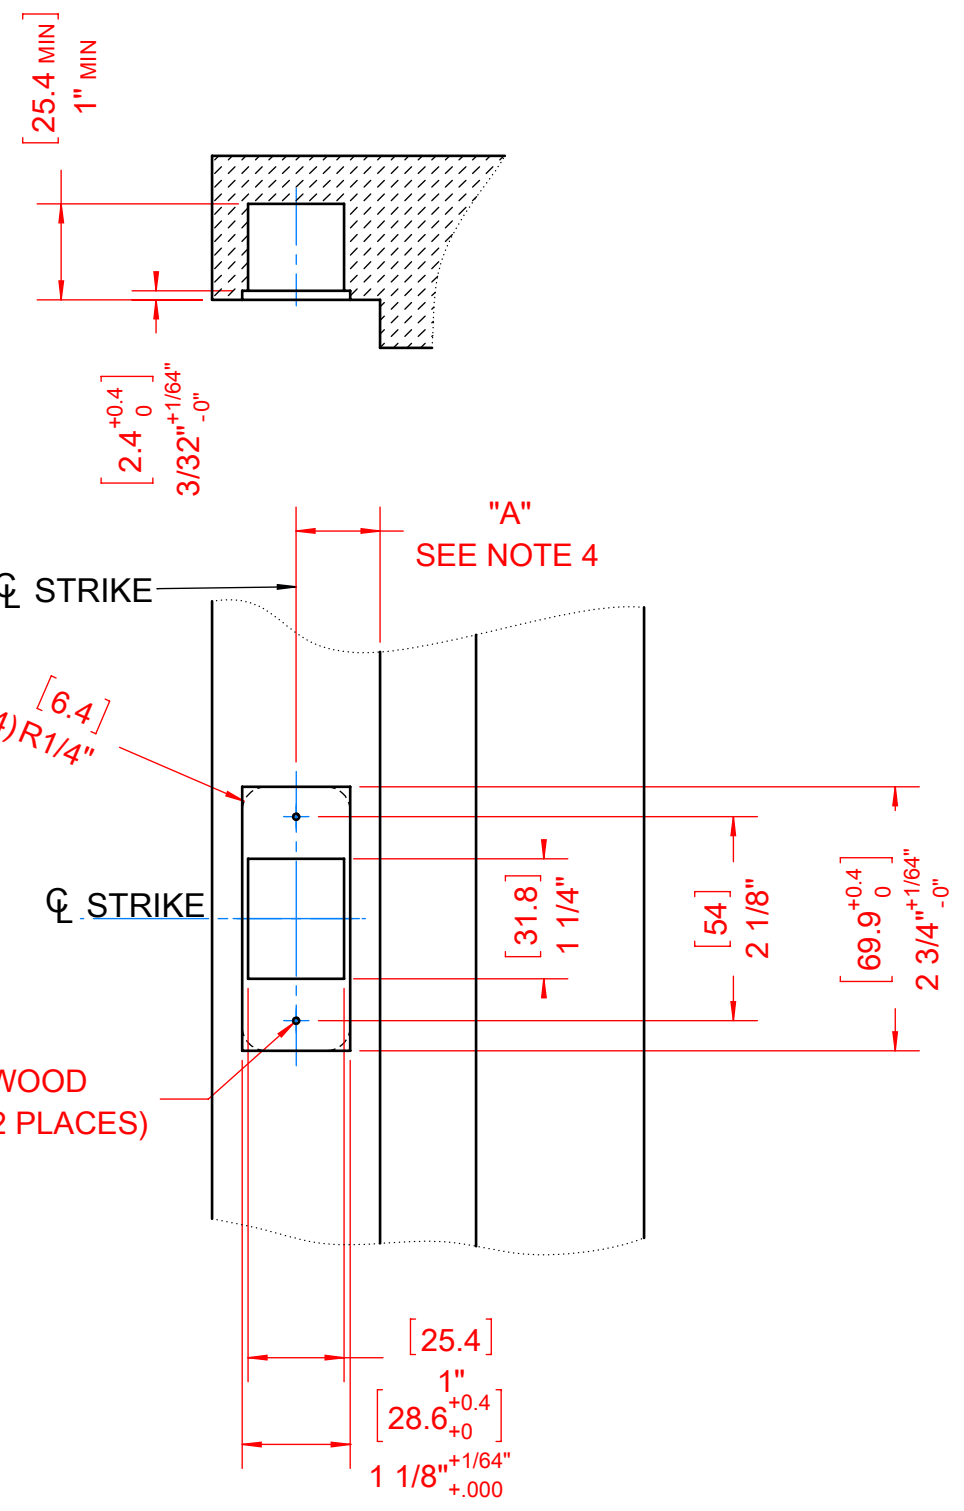 [25.4 MIN]
1" MIN
[2.4 +0.4 0]
3/32" +1/64" -0"
"A"
SEE NOTE 4
℄ STRIKE
[6.4]
4) R1/4"
℄ STRIKE
[31.8]
1 1/4"
[54]
2 1/8"
[69.9 +0.4 0]
2 3/4" +1/64" -0"
WOOD
2 PLACES)
[25.4]
1"
[28.6 +0.4 +0]
1 1/8" +1/64" +.000